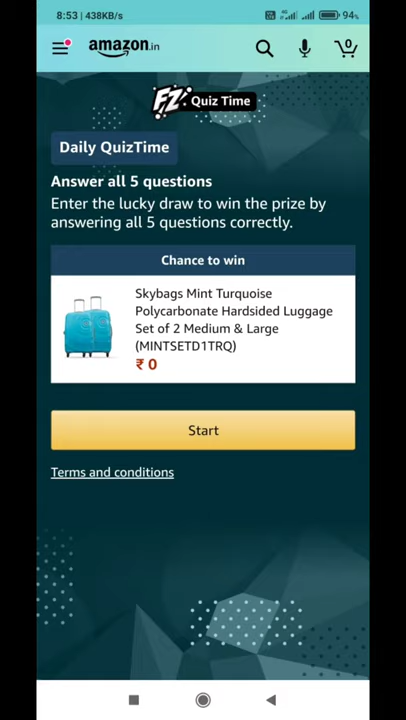 8:53 | 438KB/s
94%
amazon.in
0
FZ Quiz Time
Daily QuizTime
Answer all 5 questions
Enter the lucky draw to win the prize by
answering all 5 questions correctly.
Chance to win
Skybags Mint Turquoise
Polycarbonate Hardsided Luggage
Set of 2 Medium & Large
(MINTSETD1TRQ)
₹ 0
Start
Terms and conditions